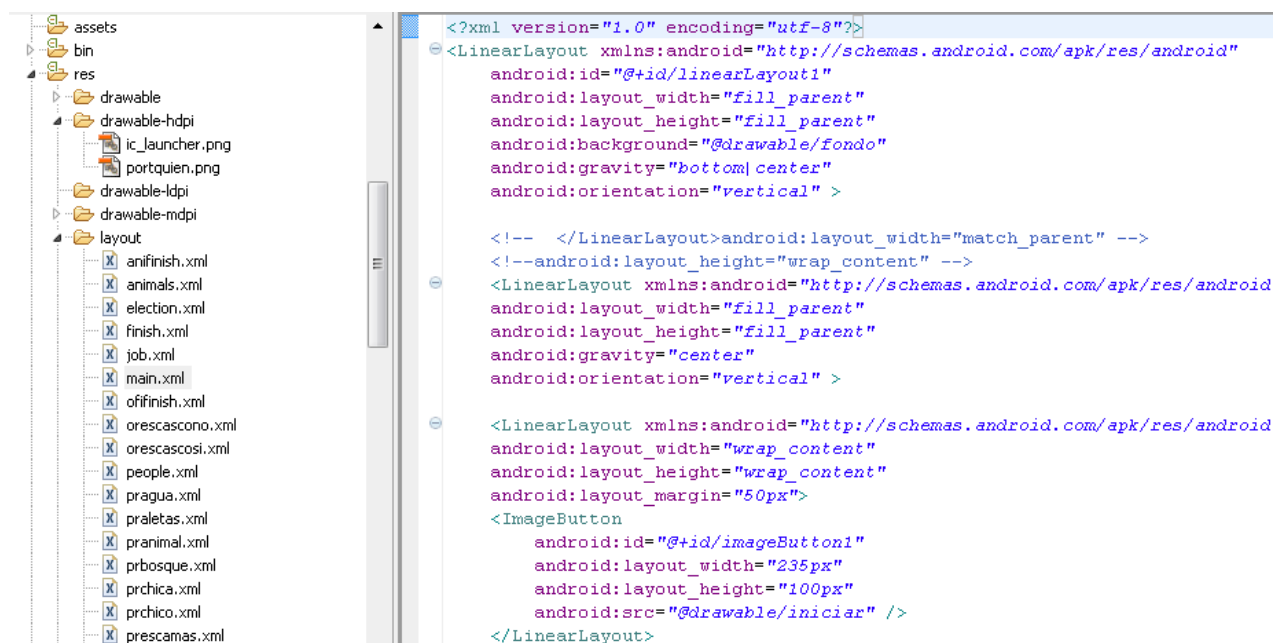 assets
bin
res
drawable
drawable-hdpi
ic_launcher.png
portquien.png
drawable-ldpi
drawable-mdpi
layout
anifinish.xml
animals.xml
election.xml
finish.xml
job.xml
main.xml
ofifinish.xml
orescascono.xml
orescascosi.xml
people.xml
pragua.xml
praletas.xml
pranimal.xml
prbosque.xml
prchica.xml
prchico.xml
prescamas.xml
<?xml version="1.0" encoding="utf-8"?>
<LinearLayout xmlns:android="http://schemas.android.com/apk/res/android"
android:id="@+id/linearLayout1"
android:layout_width="fill_parent"
android:layout_height="fill_parent"
android:background="@drawable/fondo"
android:gravity="bottom|center"
android:orientation="vertical" >
<!--  </LinearLayout>android:layout_width="match_parent" -->
<!--android:layout_height="wrap_content" -->
<LinearLayout xmlns:android="http://schemas.android.com/apk/res/android
android:layout_width="fill_parent"
android:layout_height="fill_parent"
android:gravity="center"
android:orientation="vertical" >
<LinearLayout xmlns:android="http://schemas.android.com/apk/res/android
android:layout_width="wrap_content"
android:layout_height="wrap_content"
android:layout_margin="50px">
<ImageButton
android:id="@+id/imageButton1"
android:layout_width="235px"
android:layout_height="100px"
android:src="@drawable/iniciar" />
</LinearLayout>